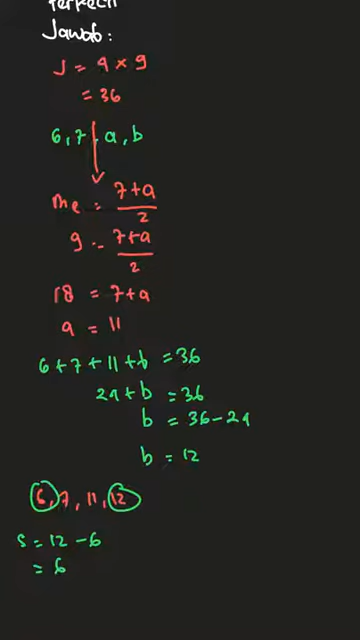 terkecil
Jawab:
J = 4 × 9
= 36
6, 7, a, b
me = 7+a/2
9 = 7+a/2
18 = 7+a
a = 11
6+7+11+b = 36
24+b = 36
b = 36-24
b = 12
6, 7, 11, 12
S = 12 - 6
= 6